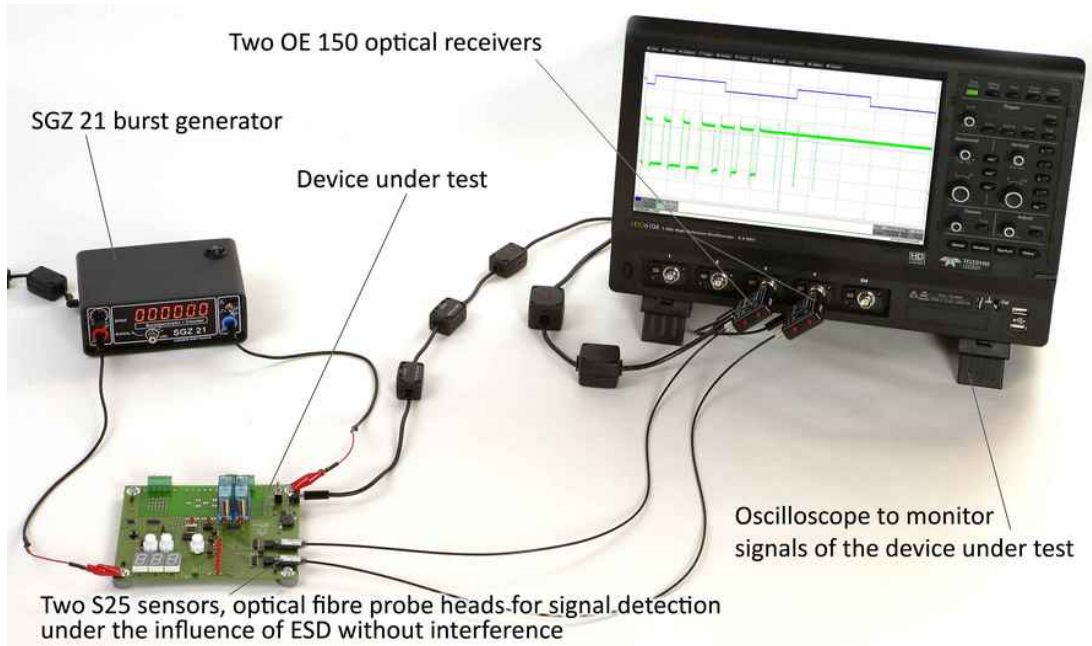 Two OE 150 optical receivers
SGZ 21 burst generator
Device under test
000000
SGZ 21
HD
TELEDYNE
Oscilloscope to monitor
signals of the device under test
Two S25 sensors, optical fibre probe heads for signal detection
under the influence of ESD without interference